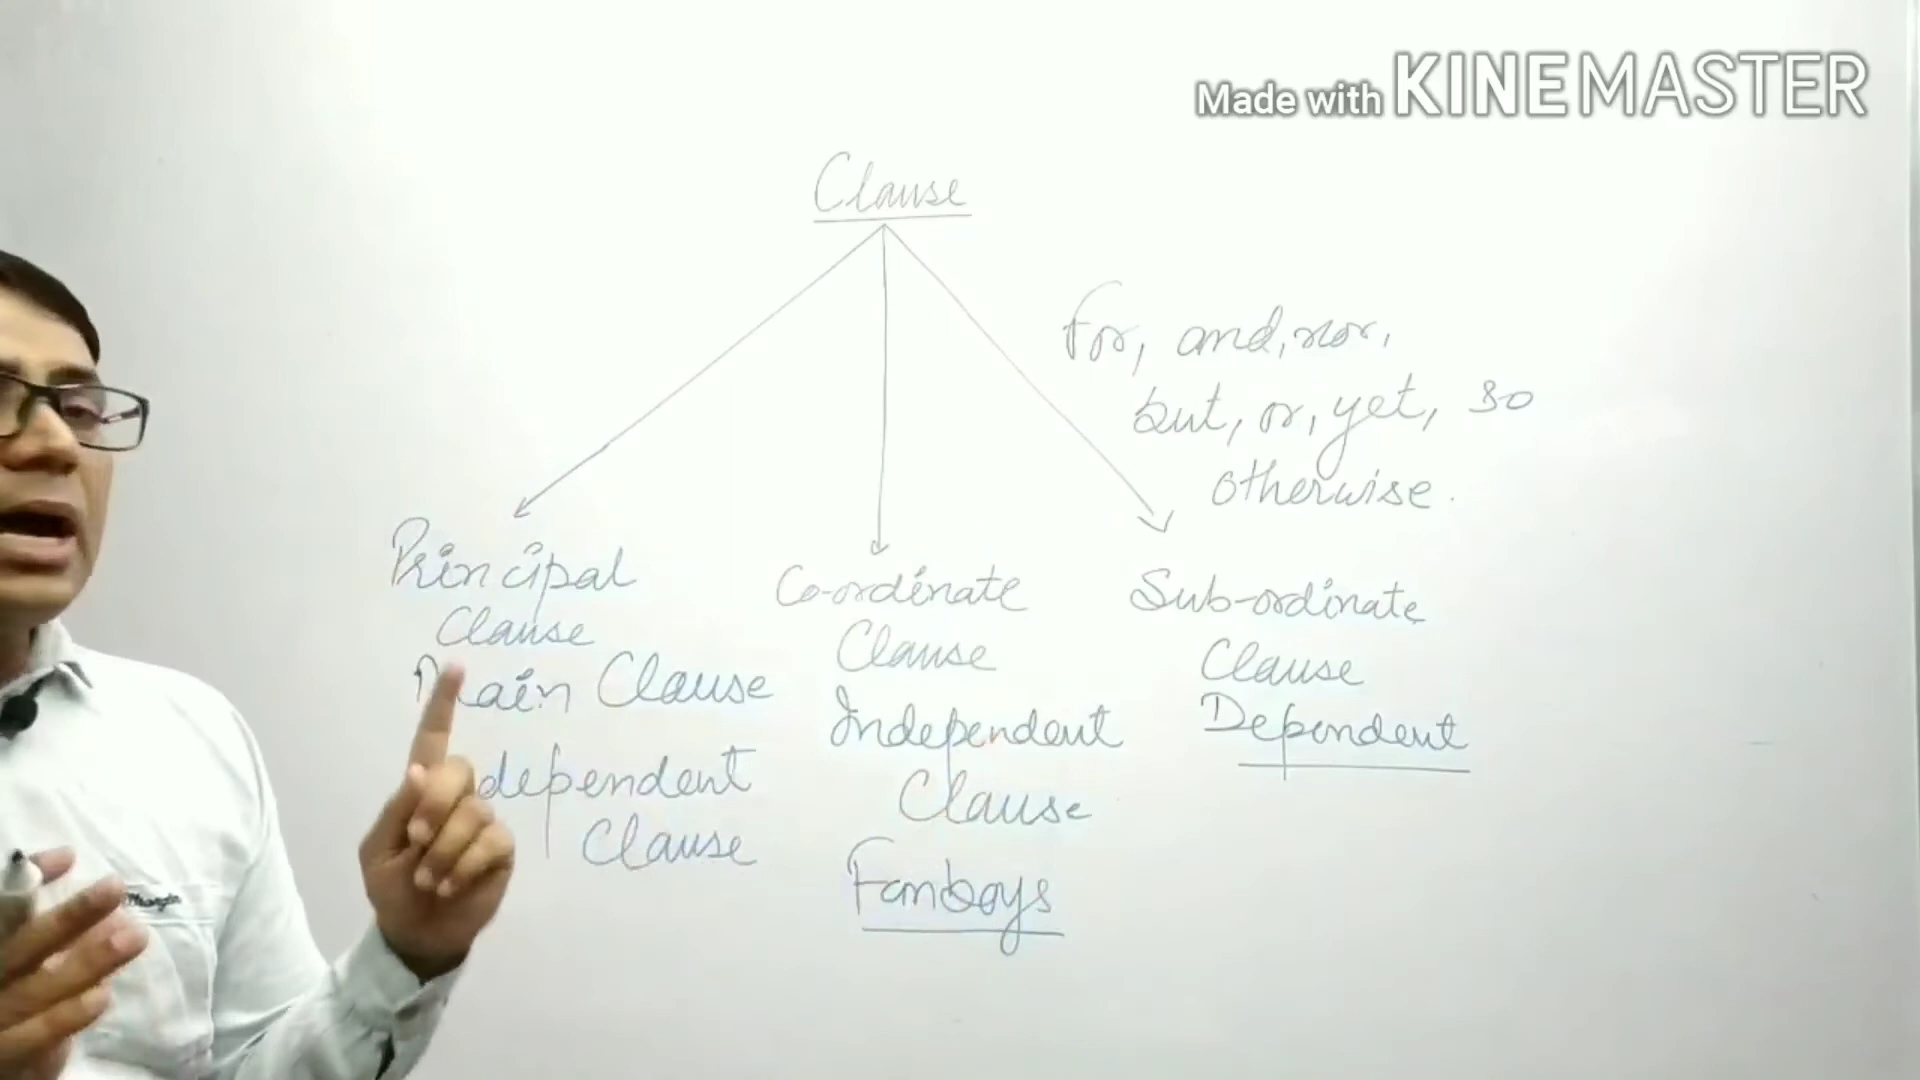 Made with KINEMASTER
Clause
For, and, nor,
but, or, yet, so
otherwise.
Principal
Clause
Main Clause
dependent
Clause
Co-ordinate
Clause
Independent
Clause
Fanboys
Sub-ordinate
Clause
Dependent